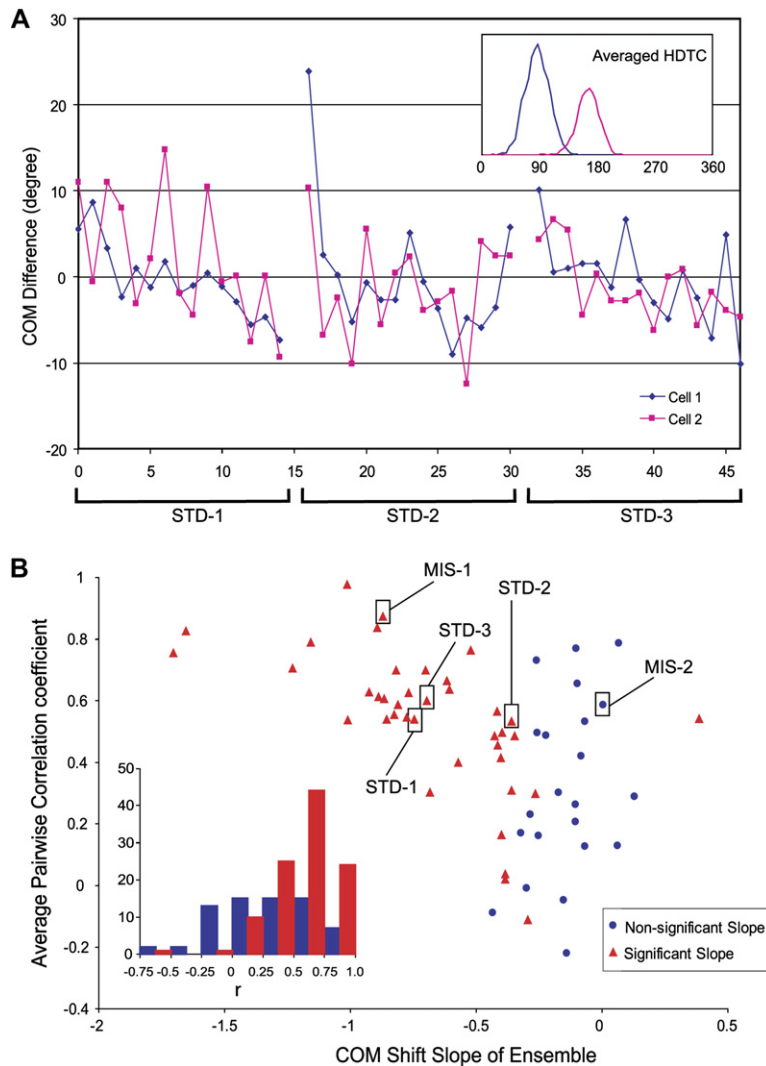 A
COM Difference (degree)
30
20
10
0
-10
-20
Averaged HDTC
0 90 180 270 360
Cell 1
Cell 2
0 5 10 15 20 25 30 35 40 45
STD-1 STD-2 STD-3
B
Average Pairwise Correlation coefficient
1
0.8
0.6
0.4
0.2
0
-0.2
-0.4
MIS-1
STD-2
STD-3
MIS-2
STD-1
50
40
30
20
10
0
-0.75 -0.5 -0.25 0 0.25 0.5 0.75 1.0
r
Non-significant Slope
Significant Slope
-2 -1 -0.5 0 0.5
COM Shift Slope of Ensemble